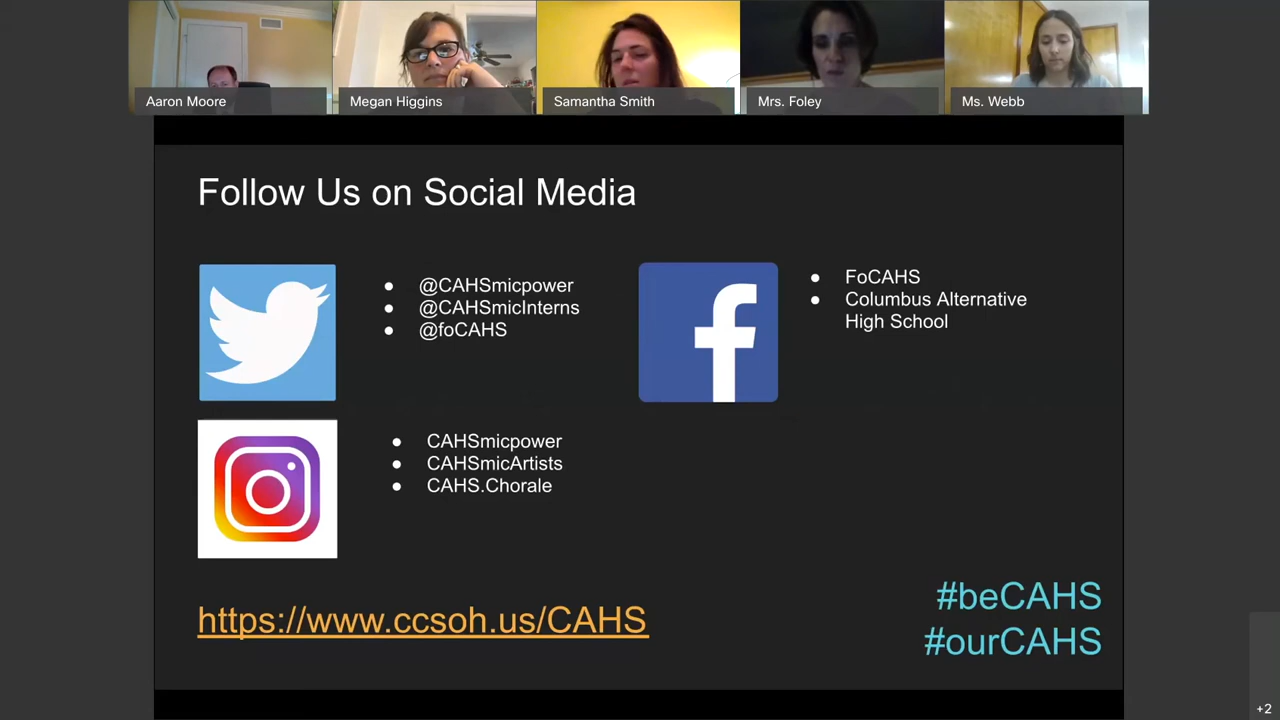 Aaron Moore
Megan Higgins
Samantha Smith
Mrs. Foley
Ms. Webb
Follow Us on Social Media
@CAHSmicpower
@CAHSmicInterns
@foCAHS
FoCAHS
Columbus Alternative
High School
CAHSmicpower
CAHSmicArtists
CAHS.Chorale
https://www.ccsoh.us/CAHS
#beCAHS
#ourCAHS
+2